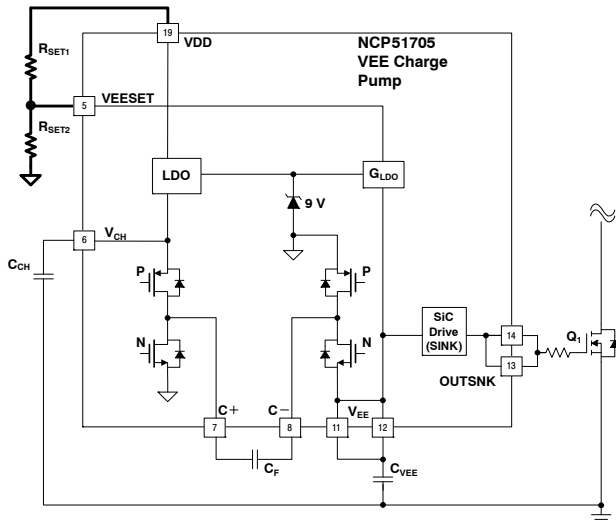 19
VDD
NCP51705
VEE Charge
Pump
RSET1
5
VEESET
RSET2
LDO
GLDO
9 V
6
VCH
CCH
P
P
N
N
SiC
Drive
(SINK)
14
13
Q1
OUTSNK
C+
C−
VEE
7
8
11
12
CF
CVEE